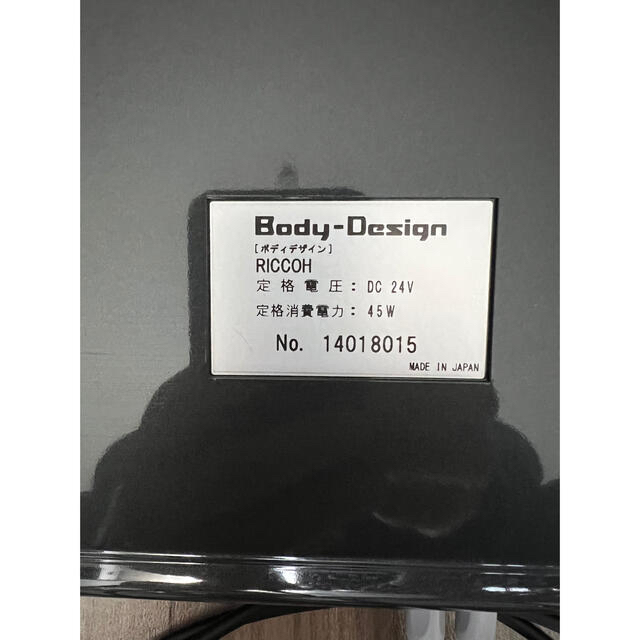 Body-Design
[ボディデザイン]
RICCOH
定格電圧: DC 24V
定格消費電力: 45W
No. 14018015
MADE IN JAPAN